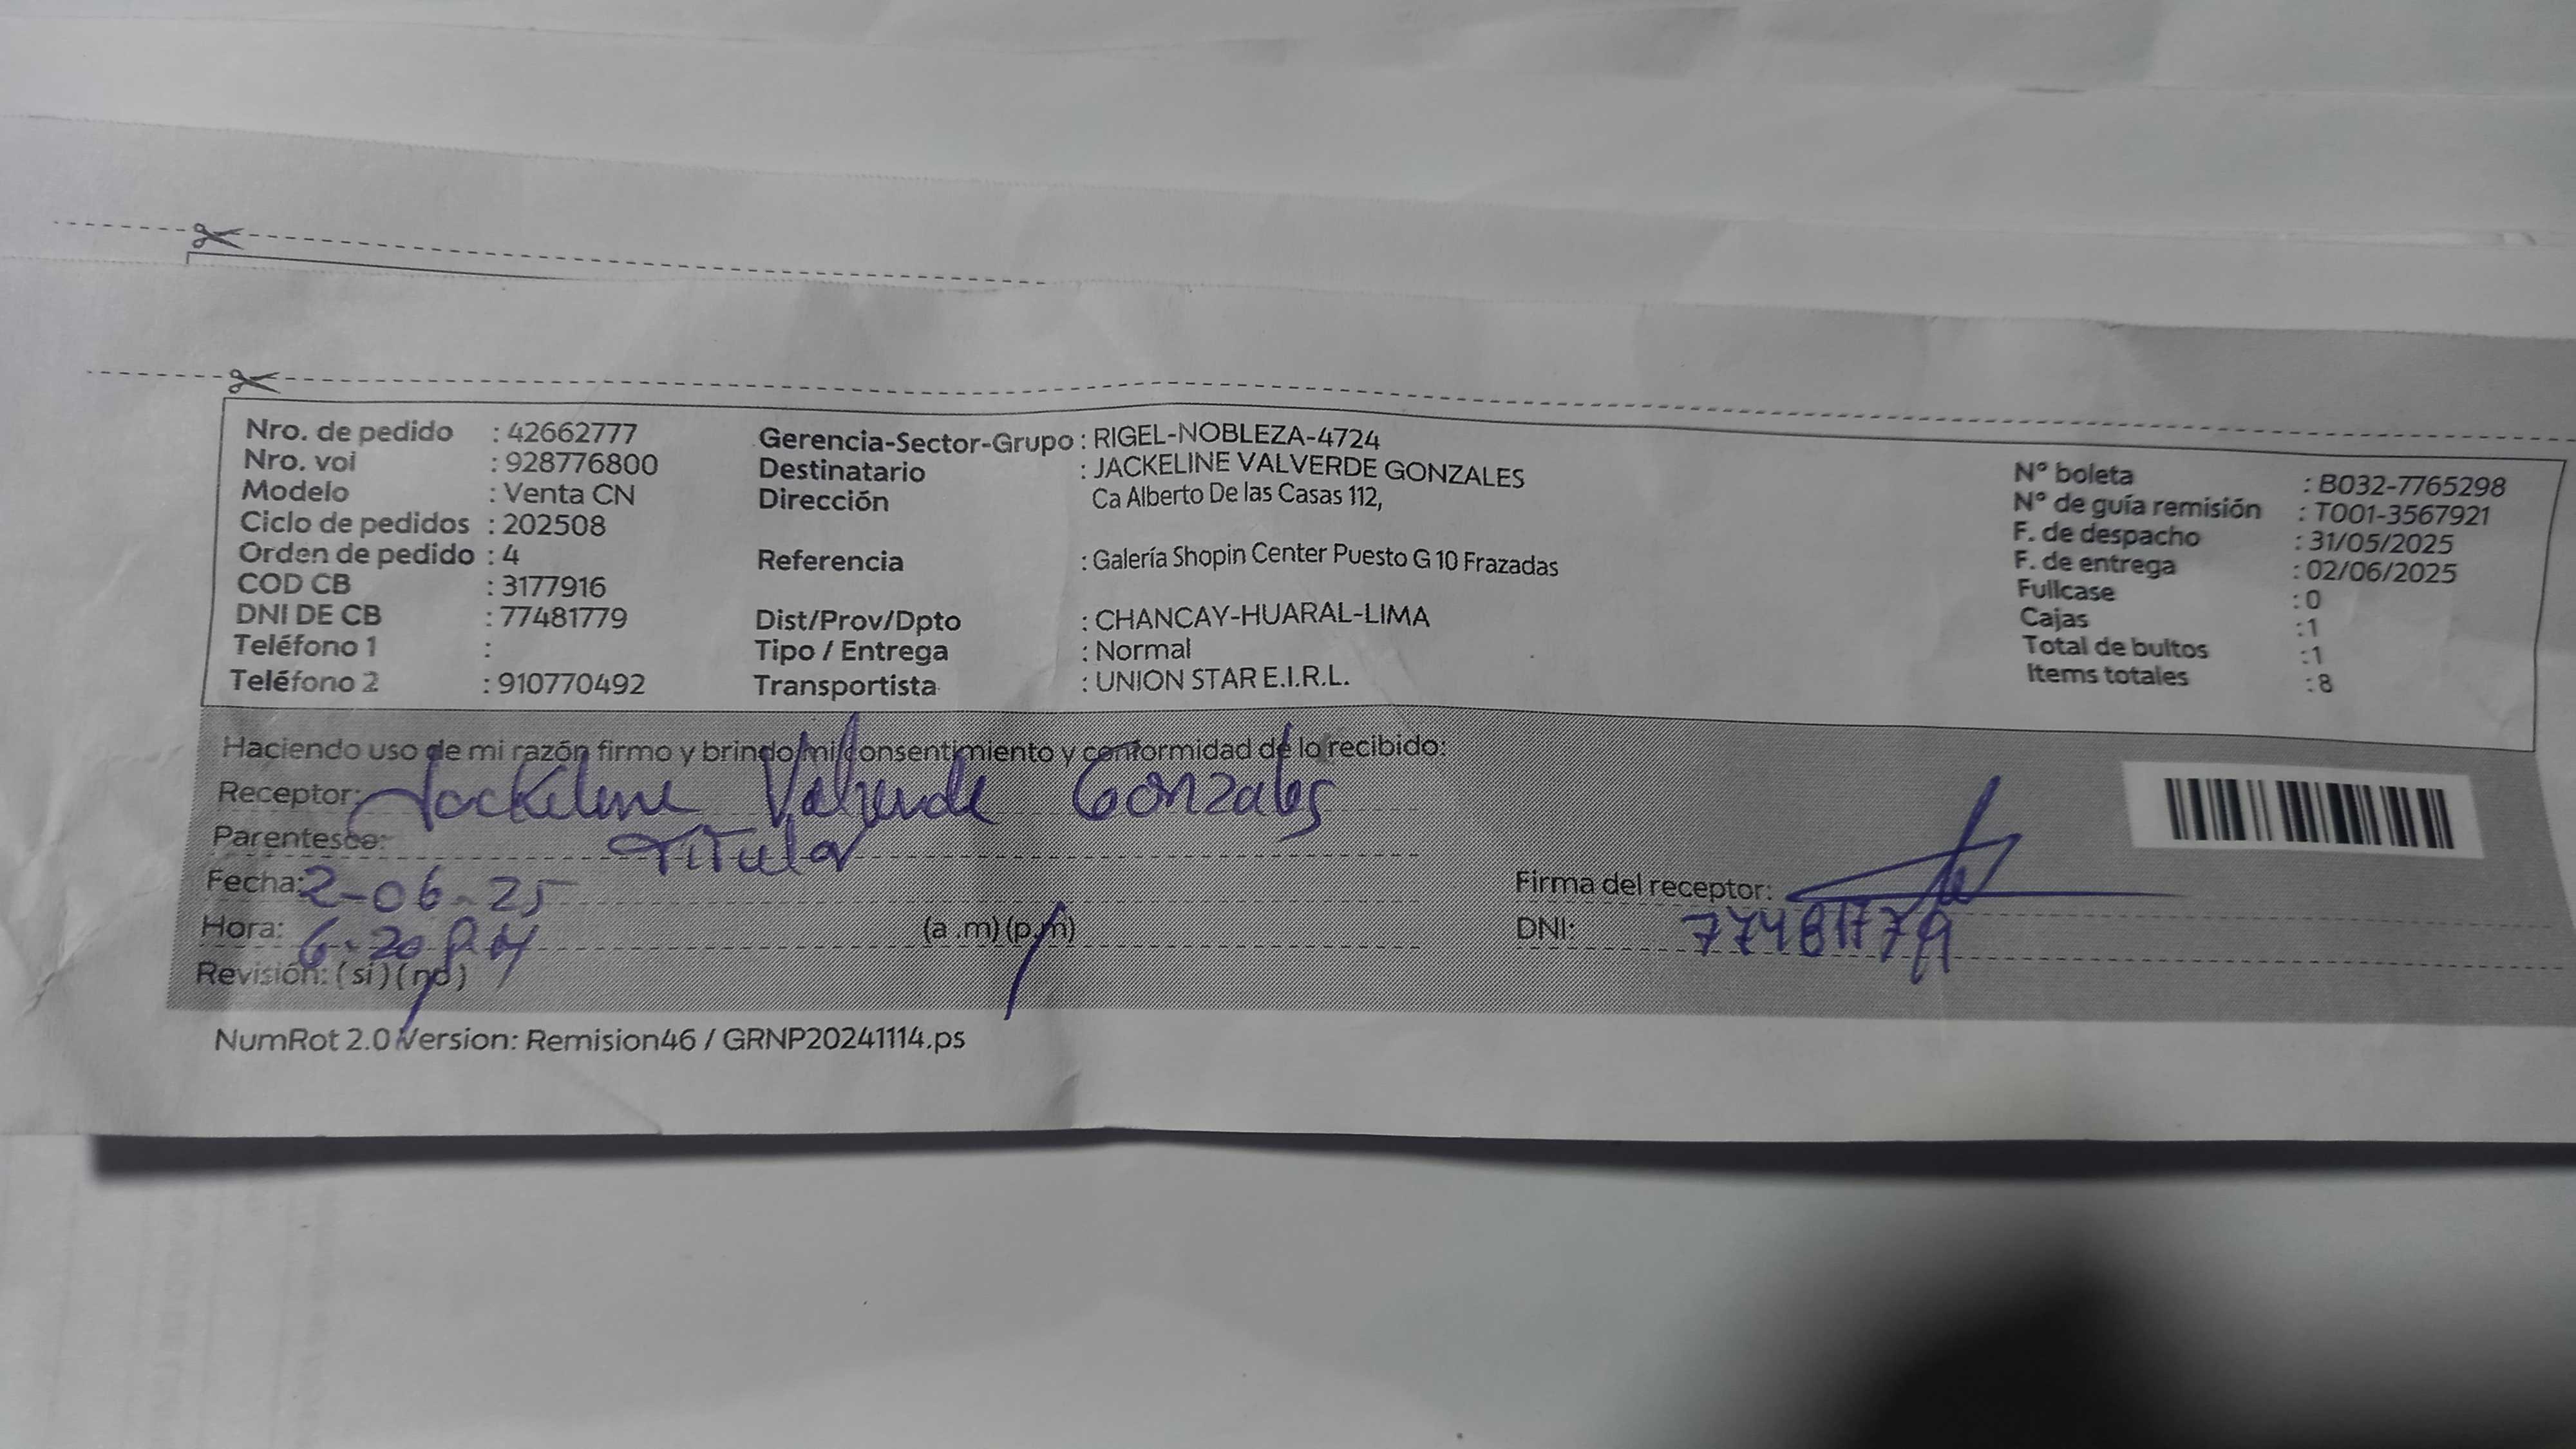 Nro. de pedido : 42662777
Nro. vol : 928776800
Modelo : Venta CN
Ciclo de pedidos : 202508
Orden de pedido : 4
COD CB : 3177916
DNI DE CB : 77481779
Teléfono 1 :
Teléfono 2 : 910770492
Gerencia-Sector-Grupo : RIGEL-NOBLEZA-4724
Destinatario : JACKELINE VALVERDE GONZALES
Dirección Ca Alberto De las Casas 112,
Referencia : Galería Shopin Center Puesto G 10 Frazadas
Dist/Prov/Dpto : CHANCAY-HUARAL-LIMA
Tipo / Entrega : Normal
Transportista : UNION STAR E.I.R.L.
N° boleta : B032-7765298
N° de guía remisión : T001-3567921
F. de despacho : 31/05/2025
F. de entrega : 02/06/2025
Fullcase : 0
Cajas : 1
Total de bultos : 1
Items totales : 8
Haciendo uso de mi razón firmo y brindo mi consentimiento y conformidad de lo recibido:
Receptor: Jackeline Valverde Gonzales
Parentesco: Titular
Fecha: 2-06-25
Hora: 6-20 P.M (a .m) (p.m)
Revisión: (si) (no)
Firma del receptor:
DNI: 77481779
NumRot 2.0 Version: Remision46 / GRNP20241114.ps